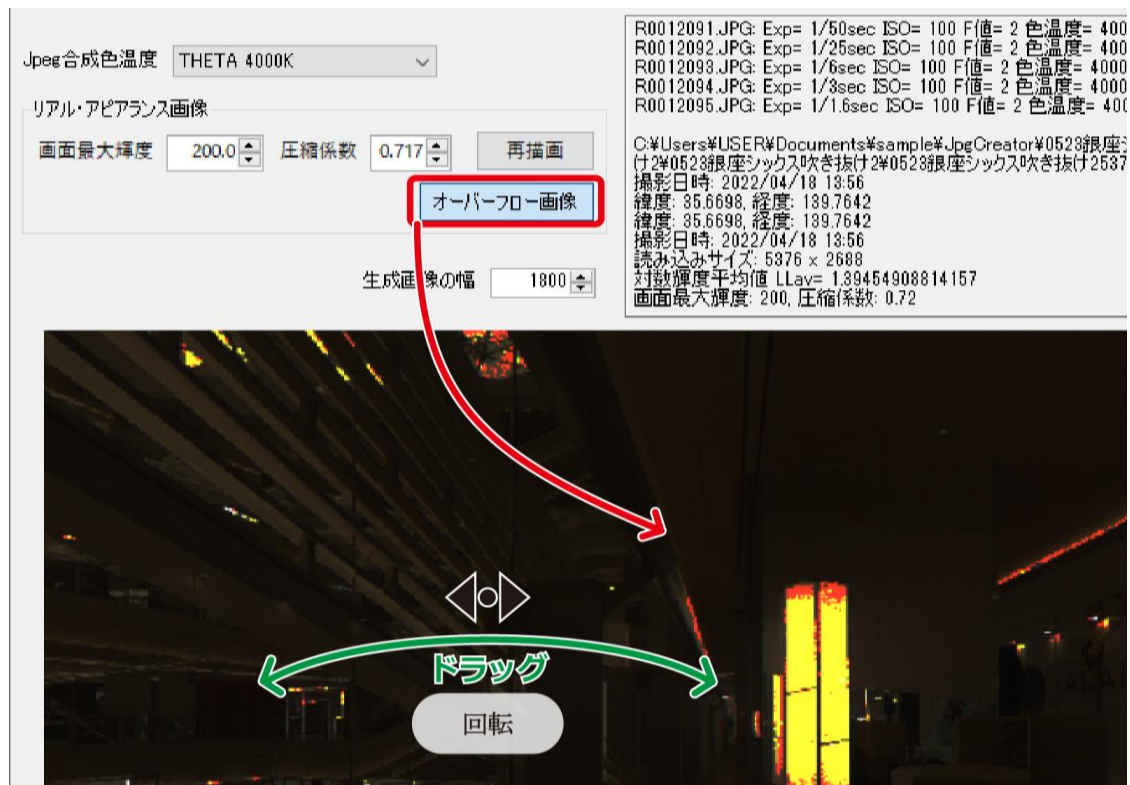 Jpeg合成色温度 THETA 4000K
リアル・アピアランス画像
画面最大輝度 200.0 圧縮係数 0.717 再描画
オーバーフロー画像
生成画像の幅 1800
R0012091.JPG: Exp= 1/50sec ISO= 100 F値= 2 色温度= 400
R0012092.JPG: Exp= 1/25sec ISO= 100 F値= 2 色温度= 400
R0012093.JPG: Exp= 1/6sec ISO= 100 F値= 2 色温度= 4000
R0012094.JPG: Exp= 1/3sec ISO= 100 F値= 2 色温度= 4000
R0012095.JPG: Exp= 1/1.6sec ISO= 100 F値= 2 色温度= 400
C:¥Users¥USER¥Documents¥sample¥JpgCreator¥0523銀座シ
け2¥0523銀座シックス吹き抜け2¥0523銀座シックス吹き抜け2537
撮影日時: 2022/04/18 13:56
緯度: 35.6698, 経度: 139.7642
緯度: 35.6698, 経度: 139.7642
撮影日時: 2022/04/18 13:56
読み込みサイズ: 5376 x 2688
対数輝度平均値 LLav= 1.39454908814157
画面最大輝度: 200, 圧縮係数: 0.72
ドラッグ
回転